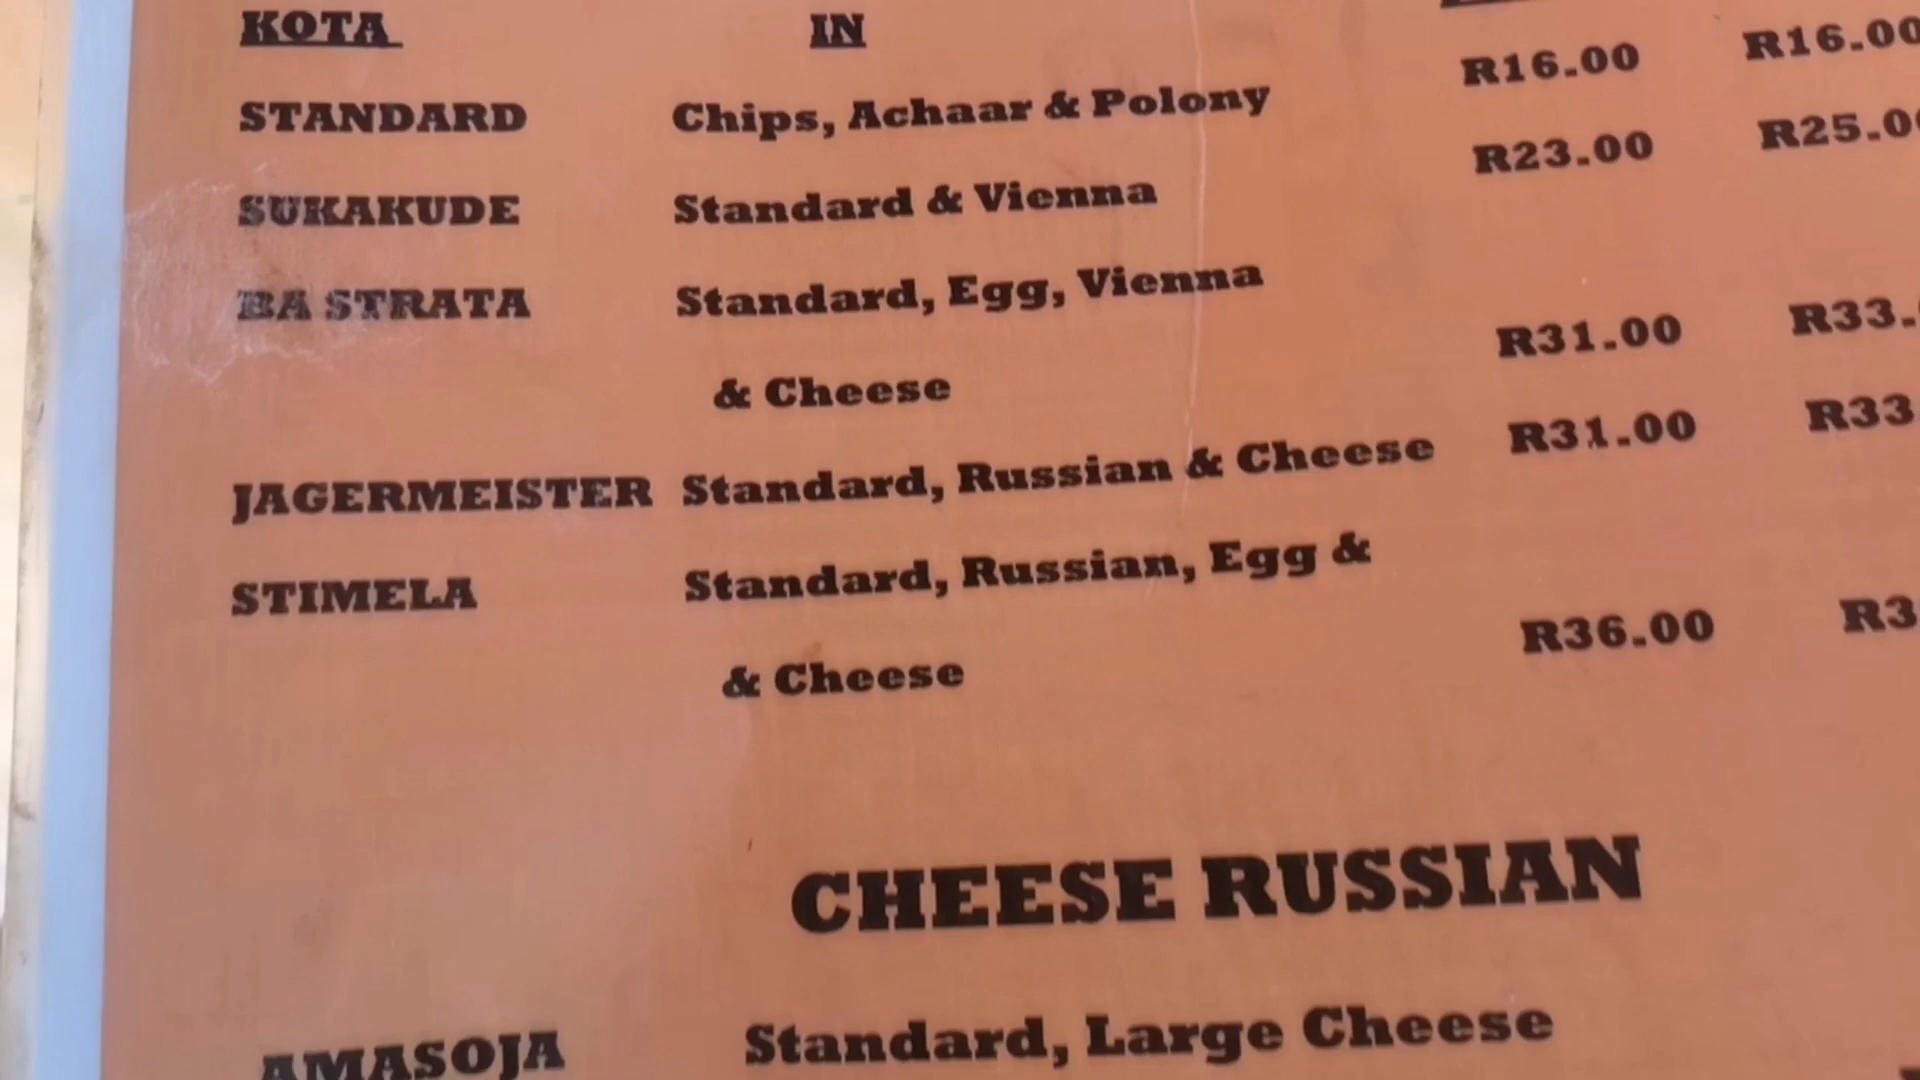 KOTA IN
STANDARD Chips, Achaar & Polony R16.00 R16.00
SUKAKUDE Standard & Vienna R23.00 R25.0
BA STRATA Standard, Egg, Vienna
& Cheese R31.00 R33.
JAGERMEISTER Standard, Russian & Cheese R31.00 R33
STIMELA Standard, Russian, Egg &
& Cheese R36.00 R3
CHEESE RUSSIAN
AMASOJA Standard, Large Cheese